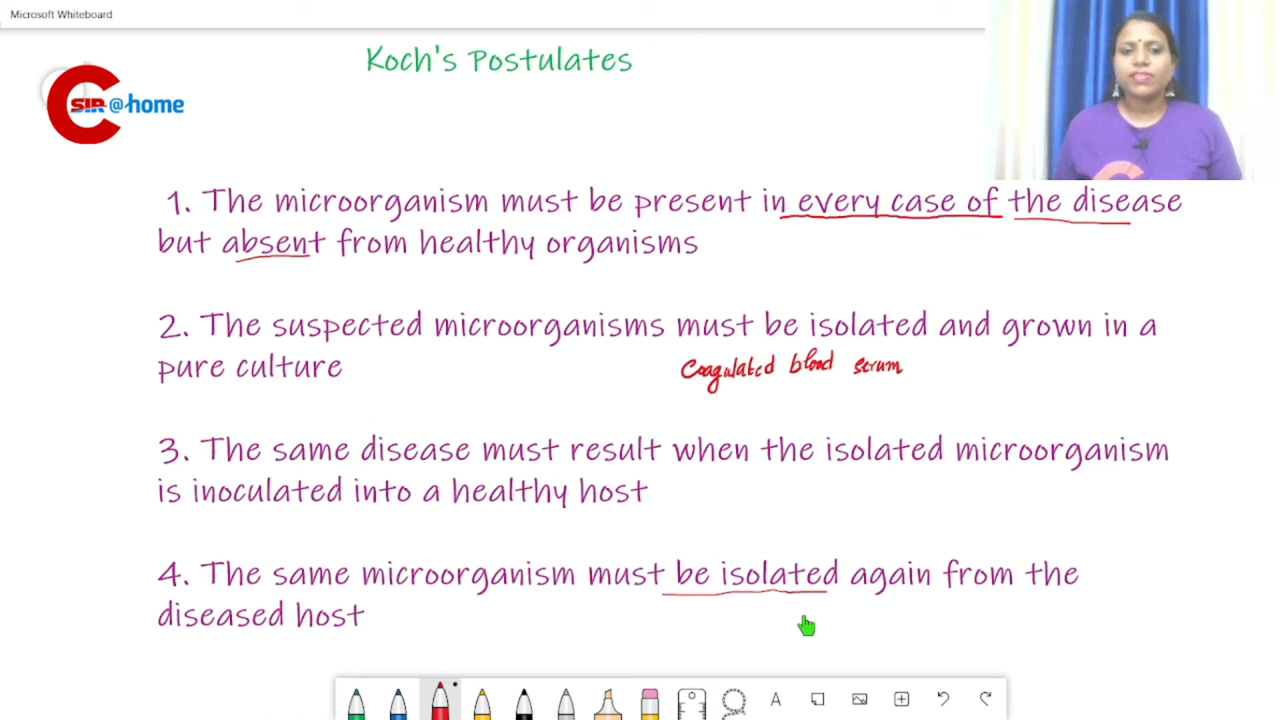 Microsoft Whiteboard
Koch's Postulates
CSIR@home
1. The microorganism must be present in every case of the disease
but absent from healthy organisms
2. The suspected microorganisms must be isolated and grown in a
pure culture
Coagulated blood serum
3. The same disease must result when the isolated microorganism
is inoculated into a healthy host
4. The same microorganism must be isolated again from the
diseased host
A